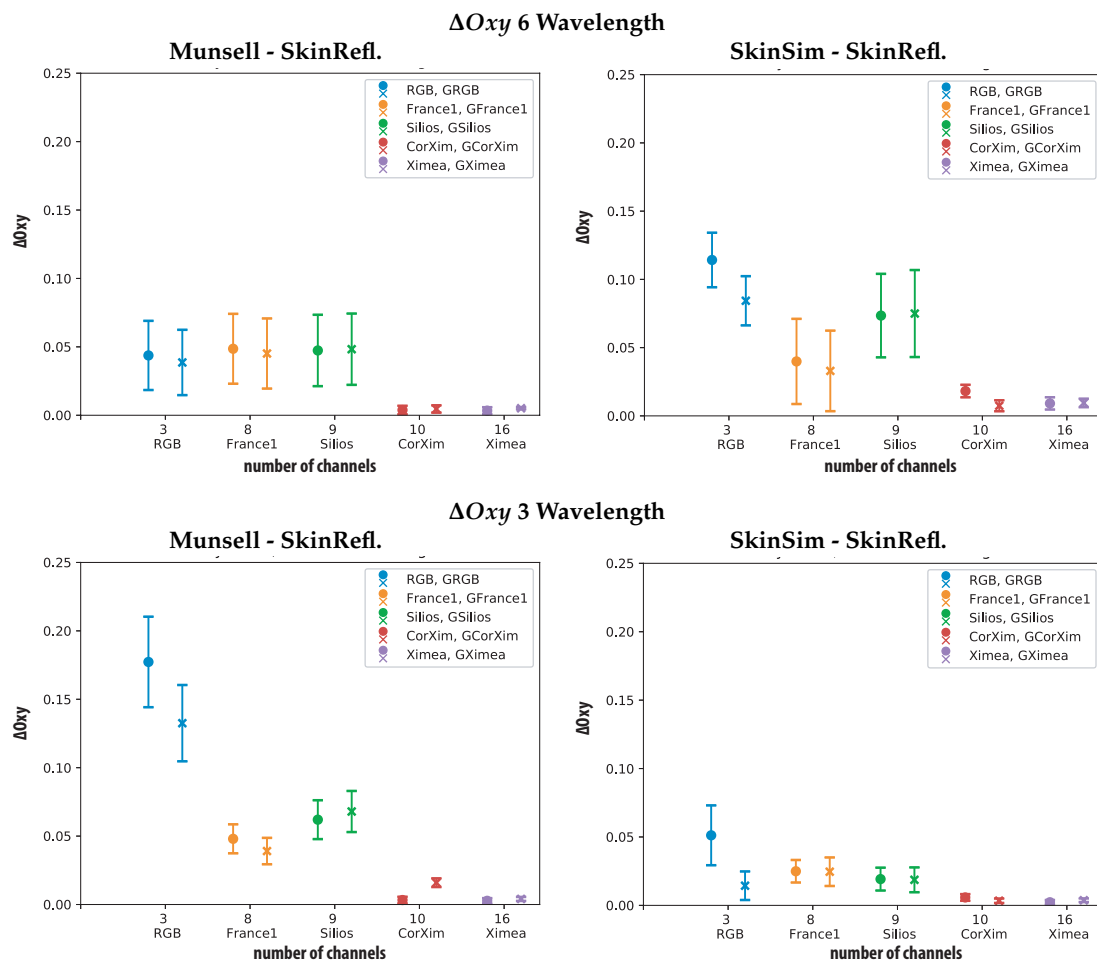 ΔOxy 6 Wavelength
Munsell - SkinRefl.
0.25
0.20
0.15
0.10
0.05
0.00
ΔOxy
RGB, GRGB
France1, GFrance1
Silios, GSilios
CorXim, GCorXim
Ximea, GXimea
3 8 9 10 16
RGB France1 Silios CorXim Ximea
number of channels
SkinSim - SkinRefl.
0.25
0.20
0.15
0.10
0.05
0.00
ΔOxy
RGB, GRGB
France1, GFrance1
Silios, GSilios
CorXim, GCorXim
Ximea, GXimea
3 8 9 10 16
RGB France1 Silios CorXim Ximea
number of channels
ΔOxy 3 Wavelength
Munsell - SkinRefl.
0.25
0.20
0.15
0.10
0.05
0.00
ΔOxy
RGB, GRGB
France1, GFrance1
Silios, GSilios
CorXim, GCorXim
Ximea, GXimea
3 8 9 10 16
RGB France1 Silios CorXim Ximea
number of channels
SkinSim - SkinRefl.
0.25
0.20
0.15
0.10
0.05
0.00
ΔOxy
RGB, GRGB
France1, GFrance1
Silios, GSilios
CorXim, GCorXim
Ximea, GXimea
3 8 9 10 16
RGB France1 Silios CorXim Ximea
number of channels